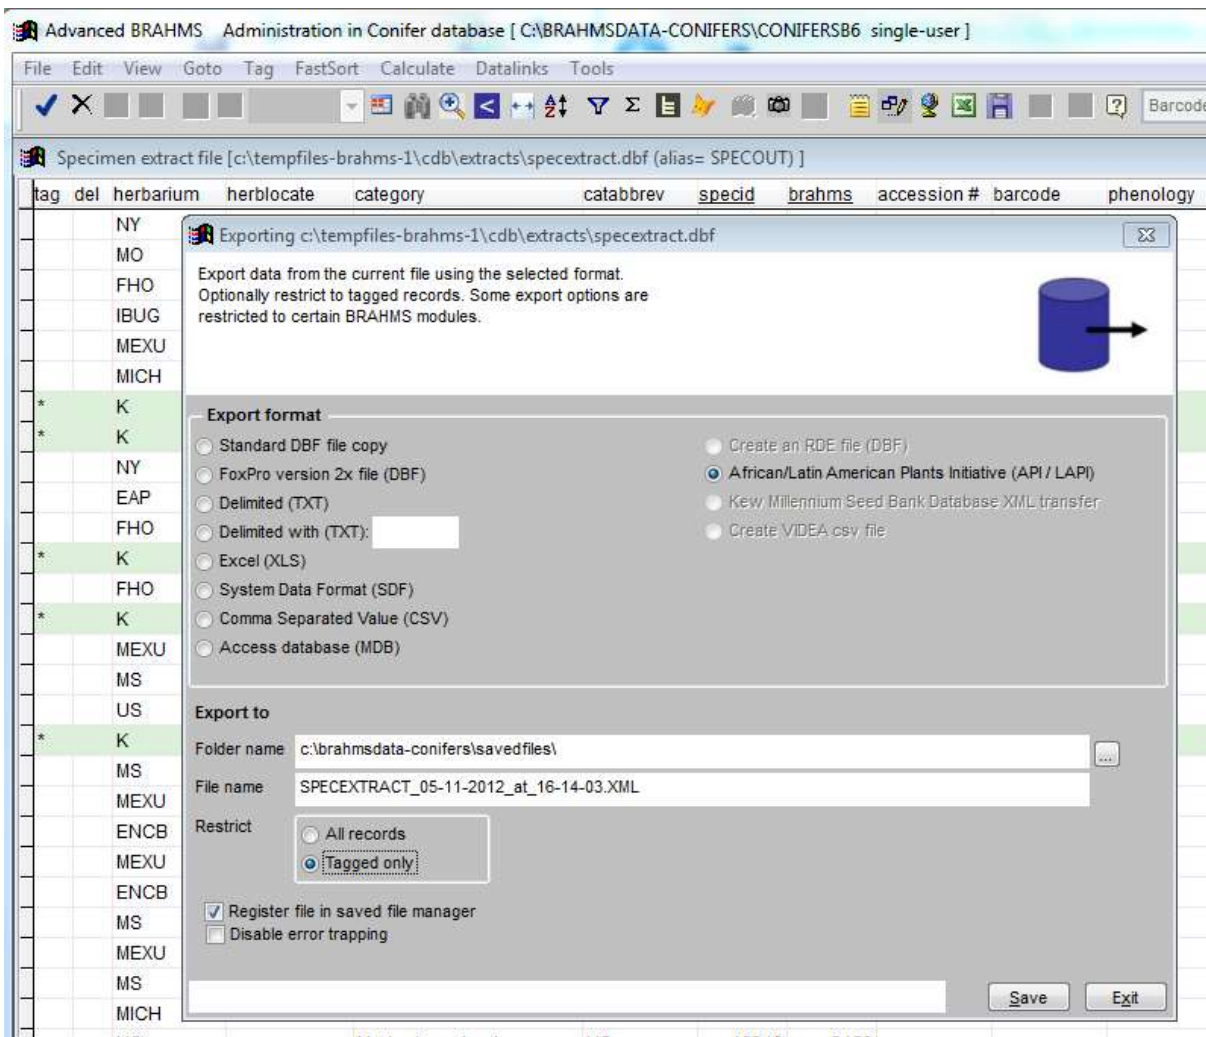 Advanced BRAHMS Administration in Conifer database [ C:\BRAHMSDATA-CONIFERS\CONIFERSB6 single-user ]
File Edit View Goto Tag FastSort Calculate Datalinks Tools
Barcode
Specimen extract file [c:\tempfiles-brahms-1\cdb\extracts\specextract.dbf (alias= SPECOUT) ]
tag del herbarium herblocate category catabbrev specid brahms accession # barcode phenology
NY
MO
FHO
IBUG
MEXU
MICH
* K
* K
NY
EAP
FHO
* K
FHO
* K
MEXU
MS
US
* K
MS
MEXU
ENCB
MEXU
ENCB
MS
MEXU
MS
MICH
Exporting c:\tempfiles-brahms-1\cdb\extracts\specextract.dbf
Export data from the current file using the selected format.
Optionally restrict to tagged records. Some export options are
restricted to certain BRAHMS modules.
Export format
Standard DBF file copy
FoxPro version 2x file (DBF)
Delimited (TXT)
Delimited with (TXT):
Excel (XLS)
System Data Format (SDF)
Comma Separated Value (CSV)
Access database (MDB)
Create an RDE file (DBF)
African/Latin American Plants Initiative (API / LAPI)
Kew Millennium Seed Bank Database XML transfer
Create VIDEA csv file
Export to
Folder name c:\brahmsdata-conifers\savedfiles\
...
File name SPECEXTRACT_05-11-2012_at_16-14-03.XML
Restrict
All records
Tagged only
Register file in saved file manager
Disable error trapping
Save Exit